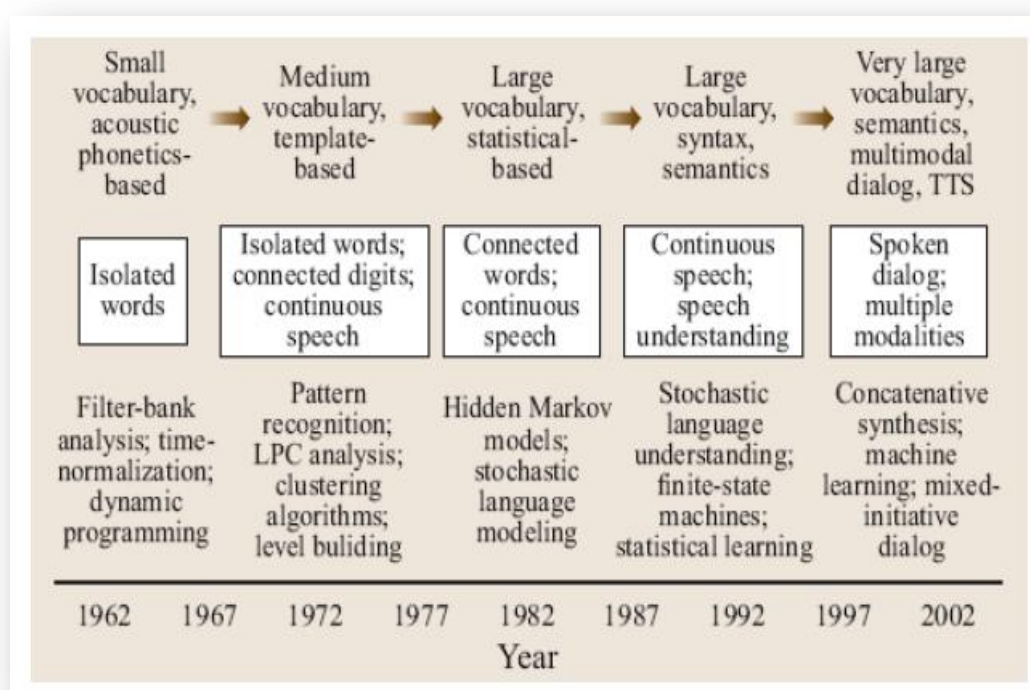 Small
vocabulary,
acoustic
phonetics-
based
Medium
vocabulary,
template-
based
Large
vocabulary,
statistical-
based
Large
vocabulary,
syntax,
semantics
Very large
vocabulary,
semantics,
multimodal
dialog, TTS
Isolated
words
Isolated words;
connected digits;
continuous
speech
Connected
words;
continuous
speech
Continuous
speech;
speech
understanding
Spoken
dialog;
multiple
modalities
Filter-bank
analysis; time-
normalization;
dynamic
programming
Pattern
recognition;
LPC analysis;
clustering
algorithms;
level buliding
Hidden Markov
models;
stochastic
language
modeling
Stochastic
language
understanding;
finite-state
machines;
statistical learning
Concatenative
synthesis;
machine
learning; mixed-
initiative
dialog
1962 1967 1972 1977 1982 1987 1992 1997 2002
Year